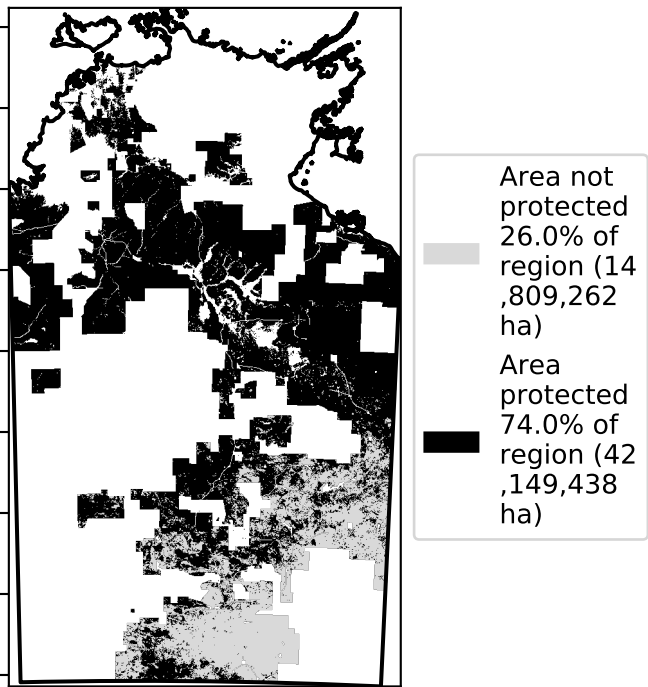 Area not
protected
26.0% of
region (14
,809,262
ha)
Area
protected
74.0% of
region (42
,149,438
ha)